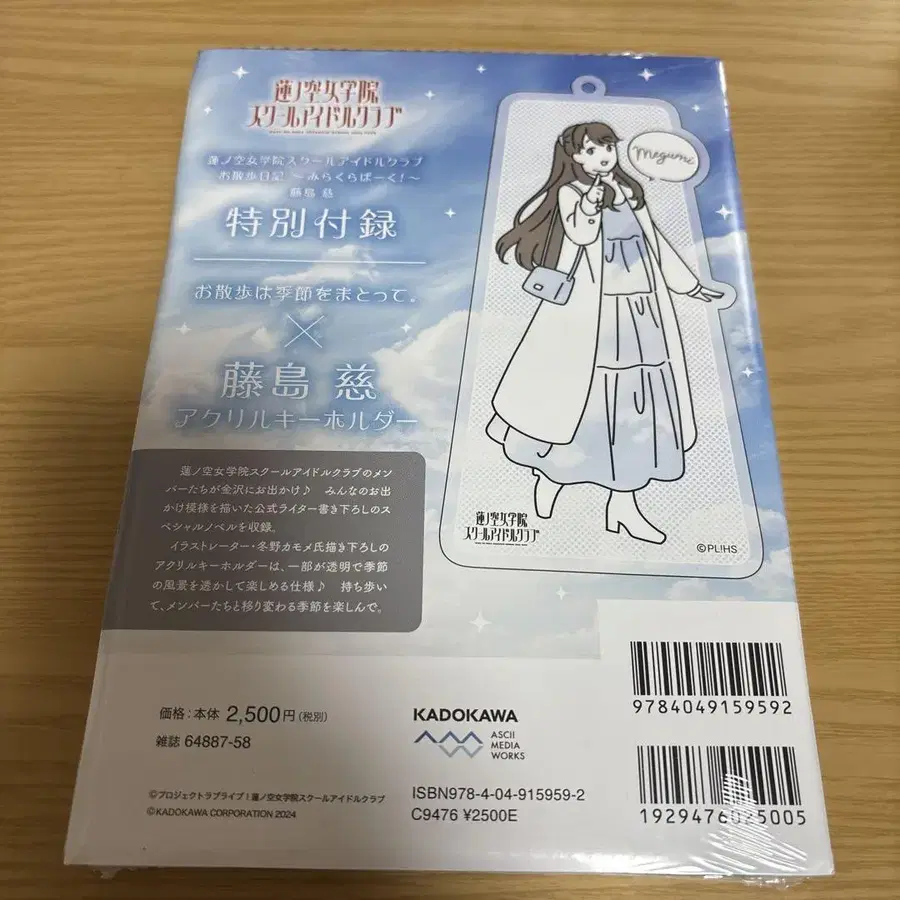 蓮ノ空女学院
スクールアイドルクラブ
蓮ノ空女学院スクールアイドルクラブ
お散歩日記 ～みらくらぱーく!～
藤島 慈
特別付録
お散歩は季節をまとって。
×
藤島 慈
アクリルキーホルダー
Megumi
蓮ノ空女学院
スクールアイドルクラブ
©PL!HS
蓮ノ空女学院スクールアイドルクラブのメン
バーたちが金沢にお出かけ♪ みんなのお出
かけ模様を描いた公式ライター書き下ろしのス
ペシャルノベルを収録。
イラストレーター・冬野カモメ氏描き下ろしの
アクリルキーホルダーは、一部が透明で季節
の風景を透かして楽しめる仕様♪ 持ち歩い
て、メンバーたちと移り変わる季節を楽しんで。
価格:本体 2,500円(税別)
雑誌 64887-58
KADOKAWA
ASCII
MEDIA
WORKS
9784049159592
ISBN978-4-04-915959-2
C9476 ¥2500E
1929476025005
©プロジェクトラブライブ!蓮ノ空女学院スクールアイドルクラブ
©KADOKAWA CORPORATION 2024